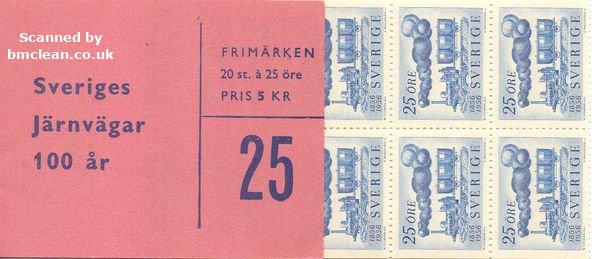 Scanned by
bmclean.co.uk
Sveriges
Järnvägar
100 år
FRIMÄRKEN
20 st. à 25 öre
PRIS 5 KR
25
25 ÖRE
1856
1956
SVERIGE
25 ÖRE
1856
1956
SVERIGE
25 ÖRE
1856
1956
SVERIGE
25 ÖRE
1856
1956
SVERIGE
25 ÖRE
1856
1956
SVERIGE
25 ÖRE
1856
1956
SVERIGE